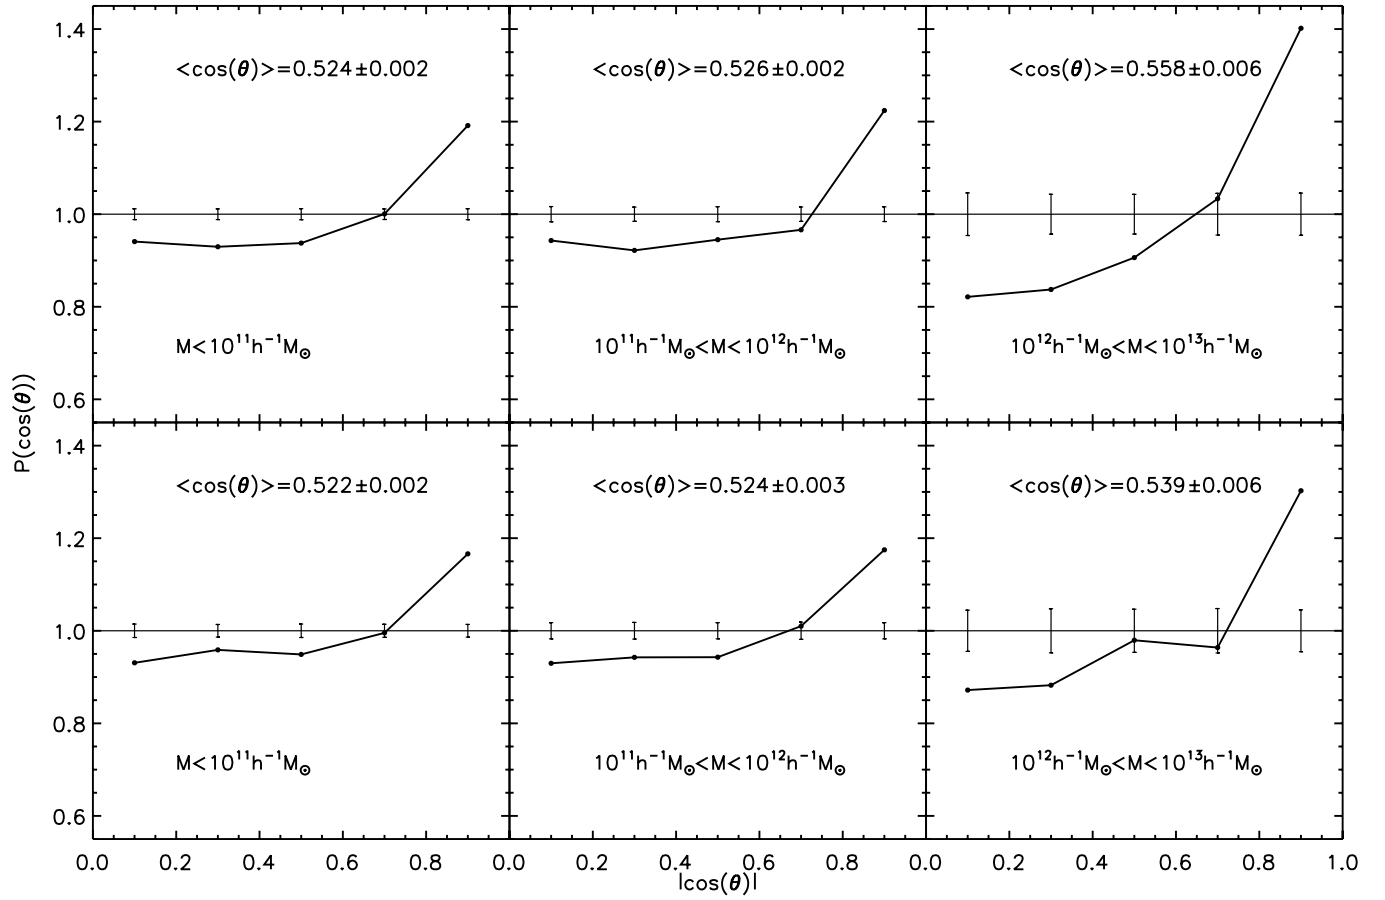 1.4
1.2
1.0
0.8
0.6
<cos(θ)>=0.524±0.002
M<10¹¹h⁻¹M⊙
<cos(θ)>=0.526±0.002
10¹¹h⁻¹M⊙<M<10¹²h⁻¹M⊙
<cos(θ)>=0.558±0.006
10¹²h⁻¹M⊙<M<10¹³h⁻¹M⊙
P(cos(θ))
1.4
1.2
1.0
0.8
0.6
<cos(θ)>=0.522±0.002
M<10¹¹h⁻¹M⊙
<cos(θ)>=0.524±0.003
10¹¹h⁻¹M⊙<M<10¹²h⁻¹M⊙
<cos(θ)>=0.539±0.006
10¹²h⁻¹M⊙<M<10¹³h⁻¹M⊙
0.0 0.2 0.4 0.6 0.8 0.0 0.2 0.4 0.6 0.8 0.0 0.2 0.4 0.6 0.8 1.0
|cos(θ)|